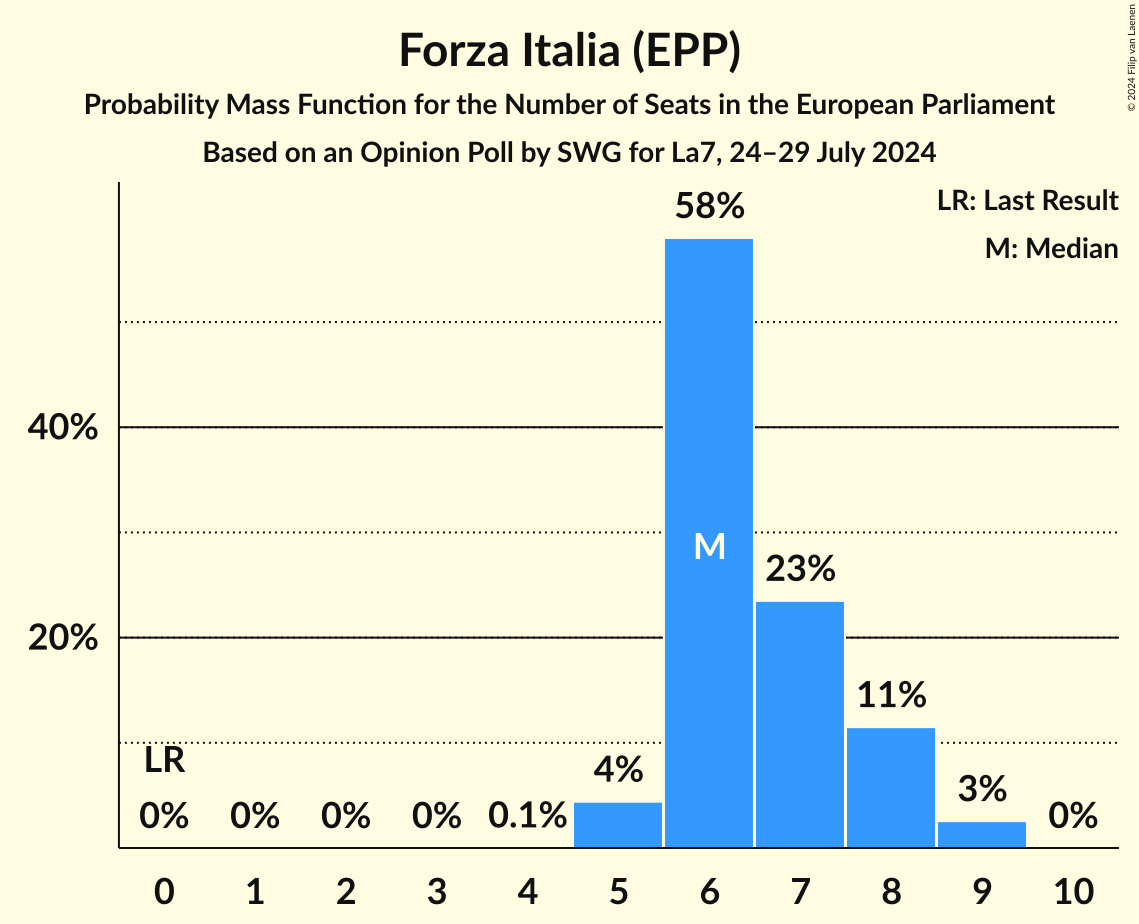 Forza Italia (EPP)
Probability Mass Function for the Number of Seats in the European Parliament
Based on an Opinion Poll by SWG for La7, 24–29 July 2024
© 2024 Filip van Laenen
LR: Last Result
M: Median
58%
40%
M
23%
20%
11%
LR
4%
3%
0% 0% 0% 0% 0.1% 0%
0 1 2 3 4 5 6 7 8 9 10